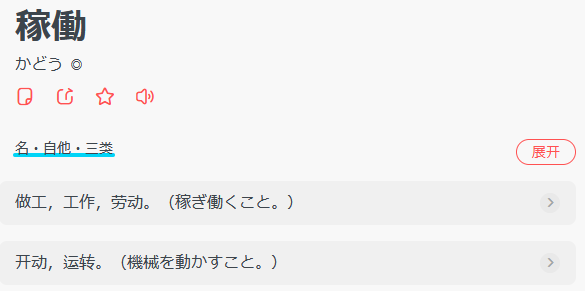 稼働
かどう ◎
名・自他・三类
展开
做工，工作，劳动。（稼ぎ働くこと。）
开动，运转。（機械を動かすこと。）